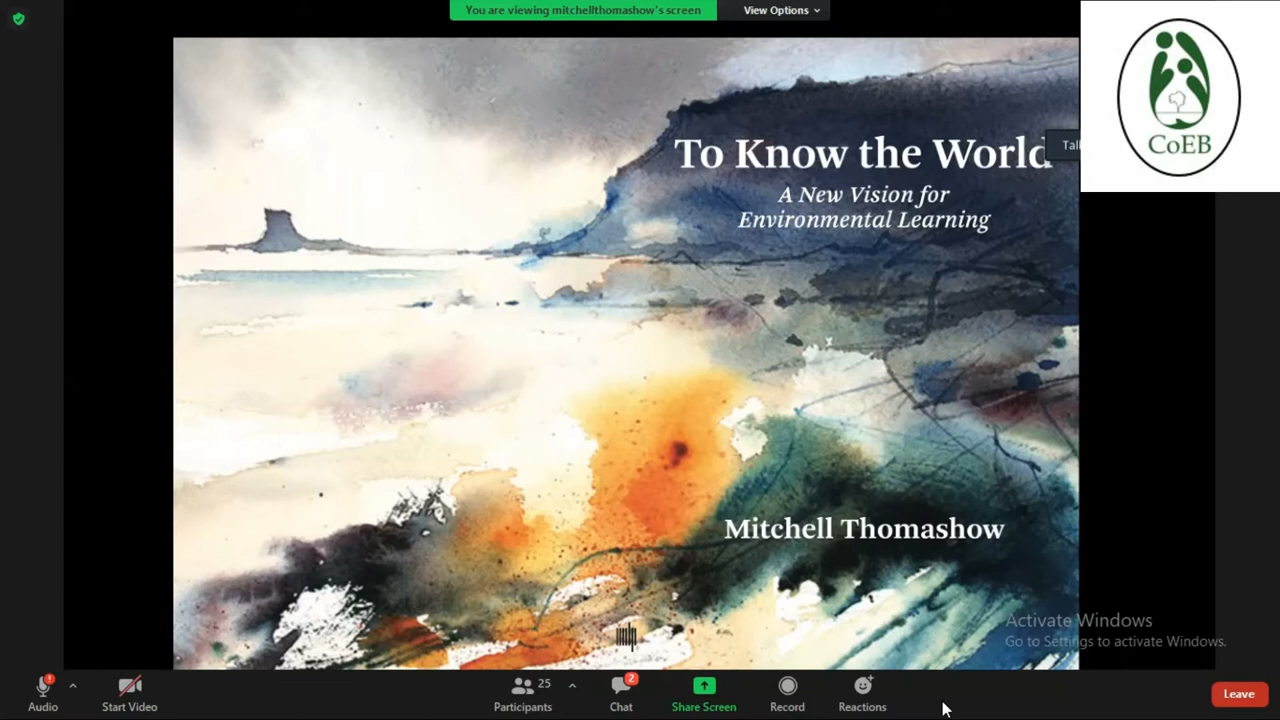 You are viewing mitchellthomashow's screen
View Options
CoEB
To Know the World
Tal
A New Vision for
Environmental Learning
Mitchell Thomashow
Activate Windows
Go to Settings to activate Windows.
Audio
Start Video
Participants
25
Chat
2
Share Screen
Record
Reactions
Leave